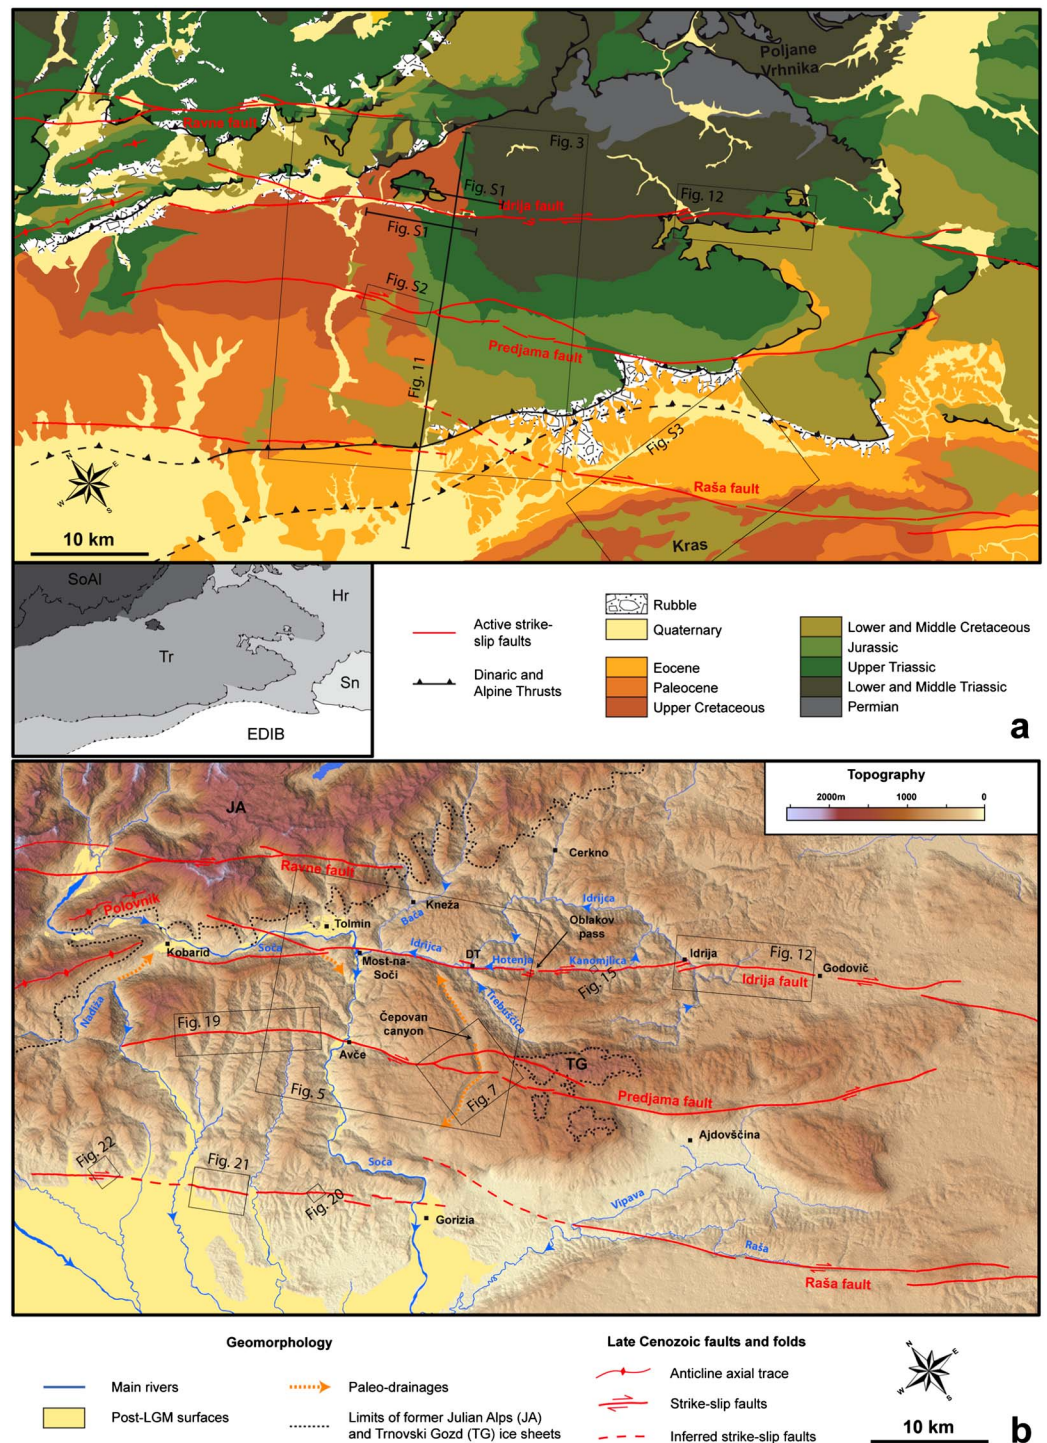 Poljane
Vrhnika
Ravne fault
Fig. 3
Fig. S1
Fig. 12
Idrija fault
Fig. S1
Fig. S2
Predjama fault
Fig. 11
Fig. S3
Raša fault
Kras
N
E
W
S
10 km
SoAl
Hr
Tr
Sn
EDIB
Active strike-
slip faults
Dinaric and
Alpine Thrusts
Rubble
Quaternary
Eocene
Paleocene
Upper Cretaceous
Lower and Middle Cretaceous
Jurassic
Upper Triassic
Lower and Middle Triassic
Permian
a
Topography
2000m
1000
0
JA
Cerkno
Ravne fault
Polovnik
Kneža
Bača
Idrijca
Oblakov
pass
Tolmin
Kobarid
Soča
Idrijca
Most-na-
Soči
DT
Hotenja
Kanomljica
Idrija
Fig. 12
Godovič
Fig. 15
Idrija fault
Nadiža
Trebuščica
Fig. 19
Čepovan
canyon
Avče
TG
Fig. 5
Fig. 7
Predjama fault
Ajdovščina
Fig. 22
Fig. 21
Fig. 20
Soča
Gorizia
Vipava
Raša
Raša fault
Geomorphology
Main rivers
Post-LGM surfaces
Paleo-drainages
Limits of former Julian Alps (JA)
and Trnovski Gozd (TG) ice sheets
Late Cenozoic faults and folds
Anticline axial trace
Strike-slip faults
Inferred strike-slip faults
N
E
W
S
10 km
b